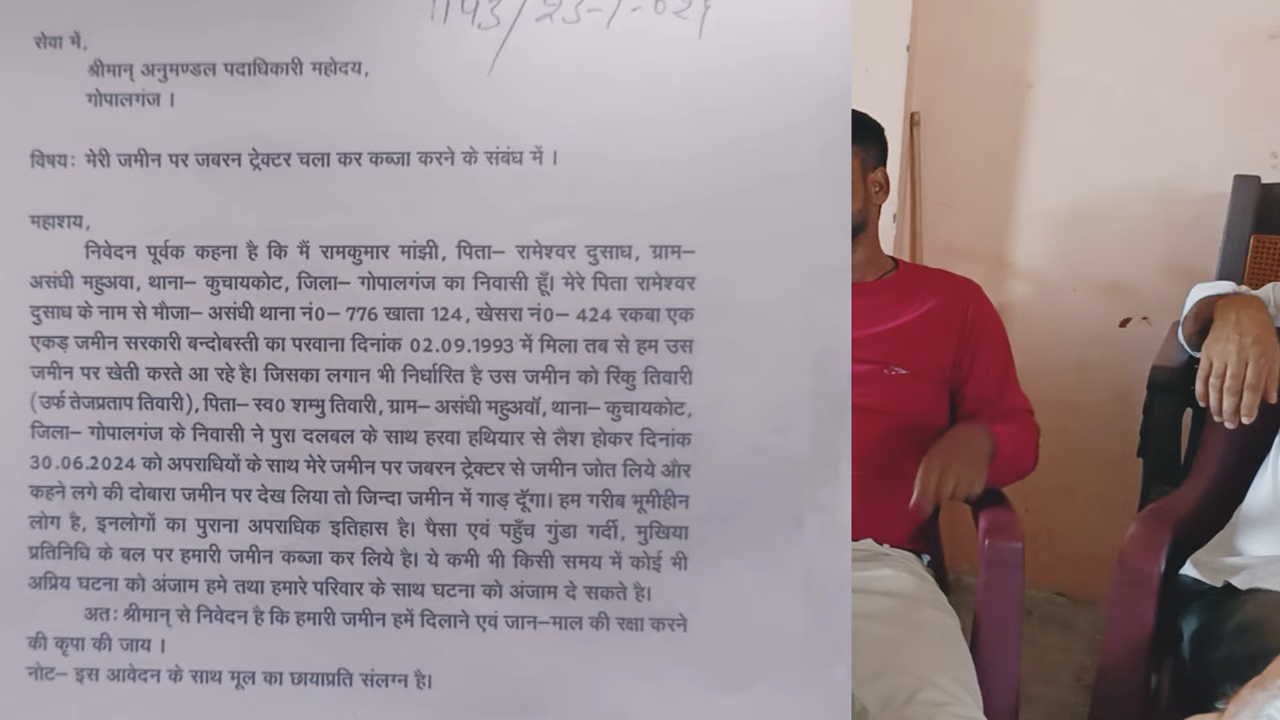 1193/23-7-024
सेवा में,
श्रीमान् अनुमण्डल पदाधिकारी महोदय,
गोपालगंज ।
विषयः मेरी जमीन पर जबरन ट्रेक्टर चला कर कब्जा करने के संबंध में ।
महाशय,
निवेदन पूर्वक कहना है कि मैं रामकुमार मांझी, पिता– रामेश्वर दुसाध, ग्राम–
असंधी महुअवा, थाना– कुचायकोट, जिला– गोपालगंज का निवासी हूँ। मेरे पिता रामेश्वर
दुसाध के नाम से मौजा– असंधी थाना नं0– 776 खाता 124, खेसरा नं0– 424 रकबा एक
एकड़ जमीन सरकारी बन्दोबस्ती का परवाना दिनांक 02.09.1993 में मिला तब से हम उस
जमीन पर खेती करते आ रहे है। जिसका लगान भी निर्धारित है उस जमीन को रिंकु तिवारी
(उर्फ तेजप्रताप तिवारी), पिता– स्व0 शम्भु तिवारी, ग्राम– असंधी महुअवॉ, थाना– कुचायकोट,
जिला– गोपालगंज के निवासी ने पुरा दलबल के साथ हरवा हथियार से लैश होकर दिनांक
30.06.2024 को अपराधियों के साथ मेरे जमीन पर जबरन ट्रेक्टर से जमीन जोत लिये और
कहने लगे की दोबारा जमीन पर देख लिया तो जिन्दा जमीन में गाड़ दूँगा। हम गरीब भूमीहीन
लोग है, इनलोगों का पुराना अपराधिक इतिहास है। पैसा एवं पहुँच गुंडा गर्दी, मुखिया
प्रतिनिधि के बल पर हमारी जमीन कब्जा कर लिये है। ये कभी भी किसी समय में कोई भी
अप्रिय घटना को अंजाम हमे तथा हमारे परिवार के साथ घटना को अंजाम दे सकते है।
अतः श्रीमान् से निवेदन है कि हमारी जमीन हमें दिलाने एवं जान–माल की रक्षा करने
की कृपा की जाय ।
नोट– इस आवेदन के साथ मूल का छायाप्रति संलग्न है।